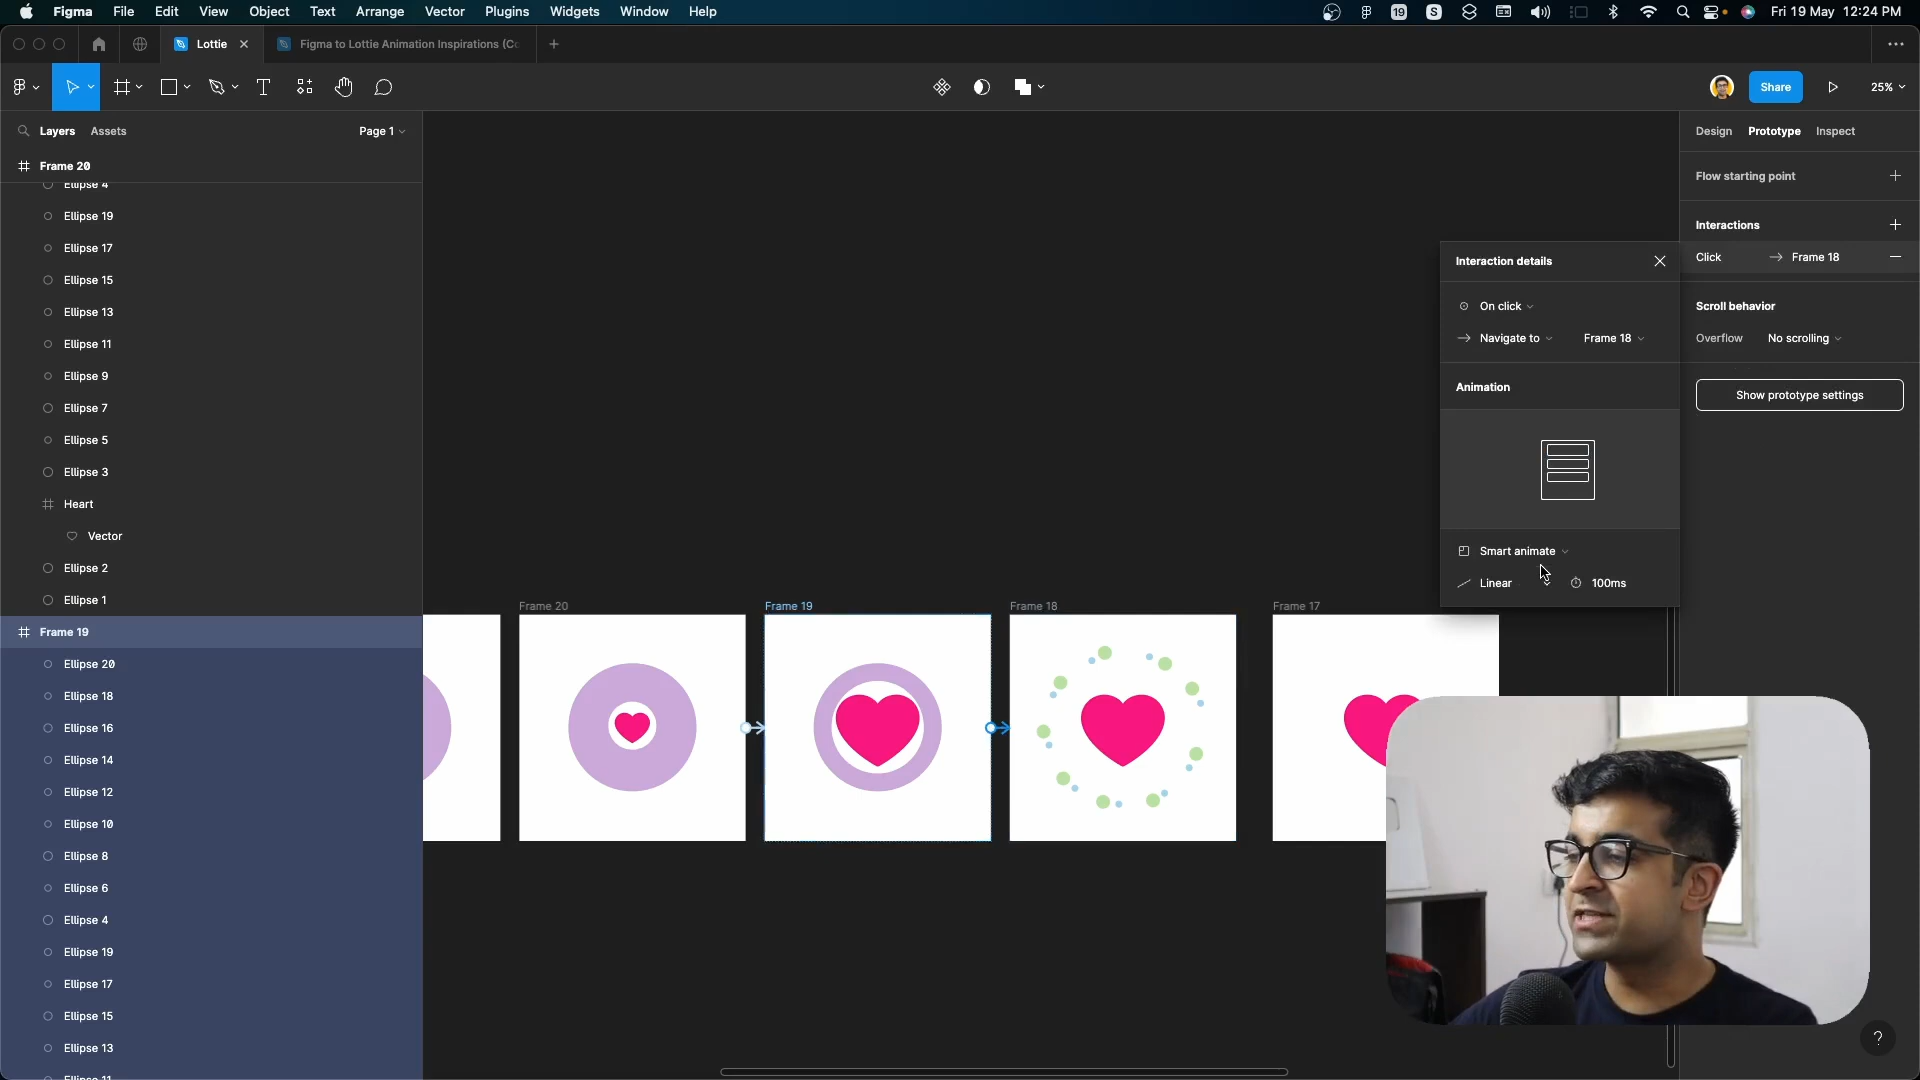 Figma File Edit View Object Text Arrange Vector Plugins Widgets Window Help 19 S Fri 19 May 12:24 PM
Lottie Figma to Lottie Animation Inspirations (Co
T Share 25%
Layers Assets Page 1 Design Prototype Inspect
Frame 20
Flow starting point
Ellipse 4
Ellipse 19
Ellipse 17
Ellipse 15
Ellipse 13
Ellipse 11
Ellipse 9
Ellipse 7
Ellipse 5
Ellipse 3
Heart
Vector
Ellipse 2
Ellipse 1
Frame 19
Ellipse 20
Ellipse 18
Ellipse 16
Ellipse 14
Ellipse 12
Ellipse 10
Ellipse 8
Ellipse 6
Ellipse 4
Ellipse 19
Ellipse 17
Ellipse 15
Ellipse 13
Ellipse 11
Frame 20 Frame 19 Frame 18 Frame 17
Interaction details
On click
Navigate to Frame 18
Animation
Smart animate
Linear 100ms
Interactions
Click Frame 18
Scroll behavior
Overflow No scrolling
Show prototype settings
?